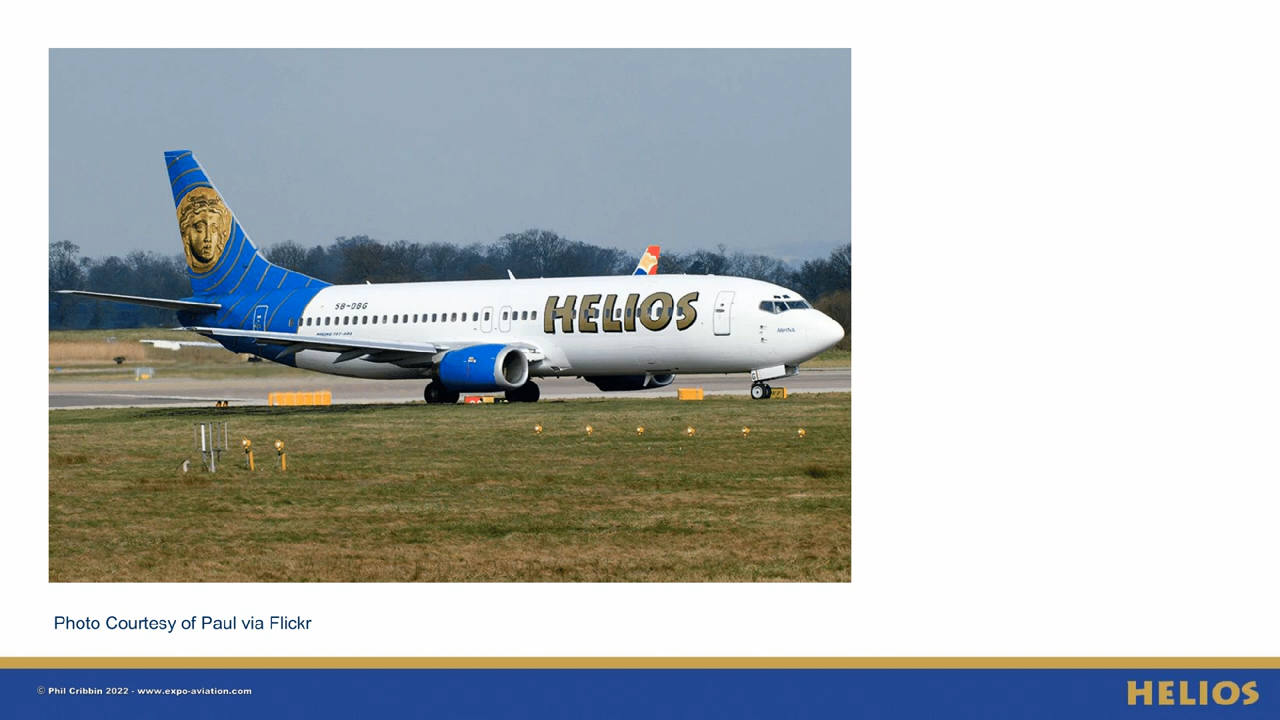 5B-DBG
HELIOS
Photo Courtesy of Paul via Flickr
© Phil Cribbin 2022 - www.expo-aviation.com
HELIOS